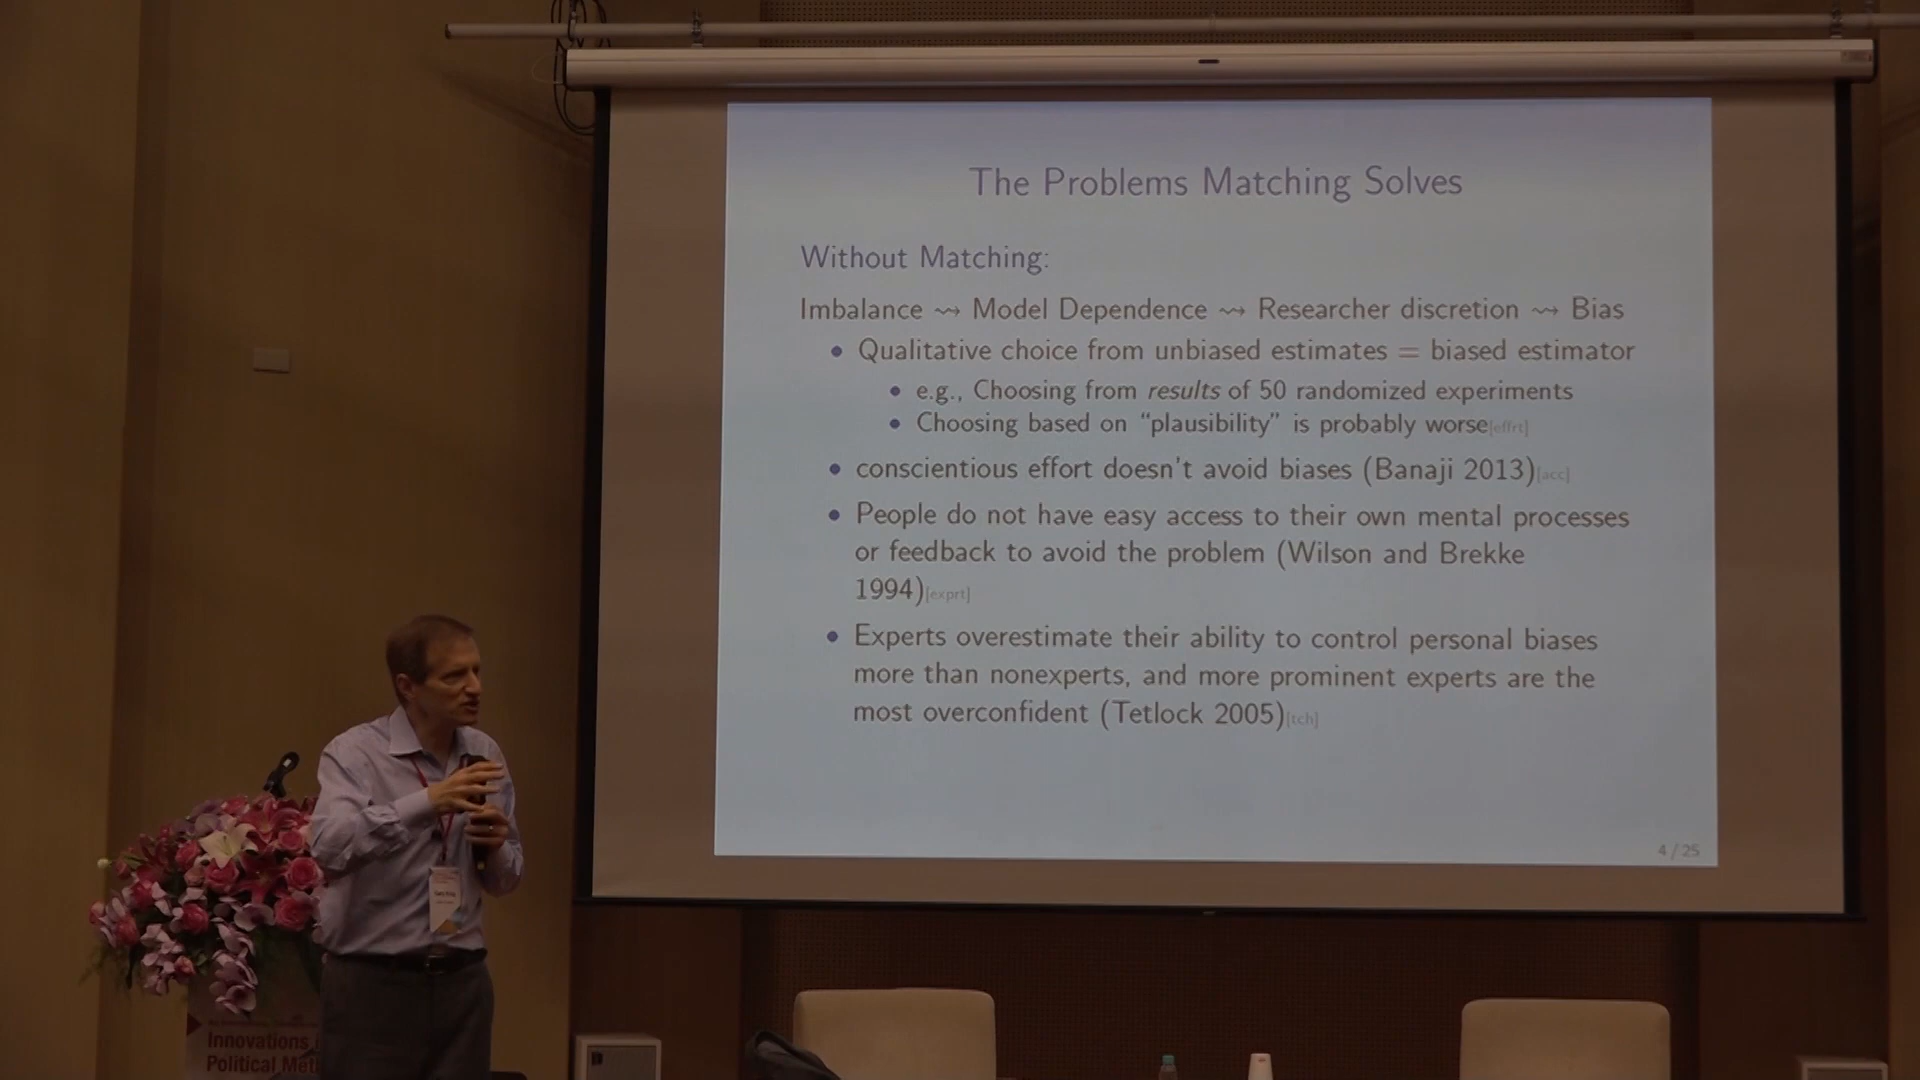 The Problems Matching Solves
Without Matching:
Imbalance ⇝ Model Dependence ⇝ Researcher discretion ⇝ Bias
• Qualitative choice from unbiased estimates = biased estimator
• e.g., Choosing from results of 50 randomized experiments
• Choosing based on “plausibility” is probably worse[effrt]
• conscientious effort doesn't avoid biases (Banaji 2013)[acc]
• People do not have easy access to their own mental processes
or feedback to avoid the problem (Wilson and Brekke
1994)[exprt]
• Experts overestimate their ability to control personal biases
more than nonexperts, and more prominent experts are the
most overconfident (Tetlock 2005)[tch]
4 / 25
Innovations
Political Met